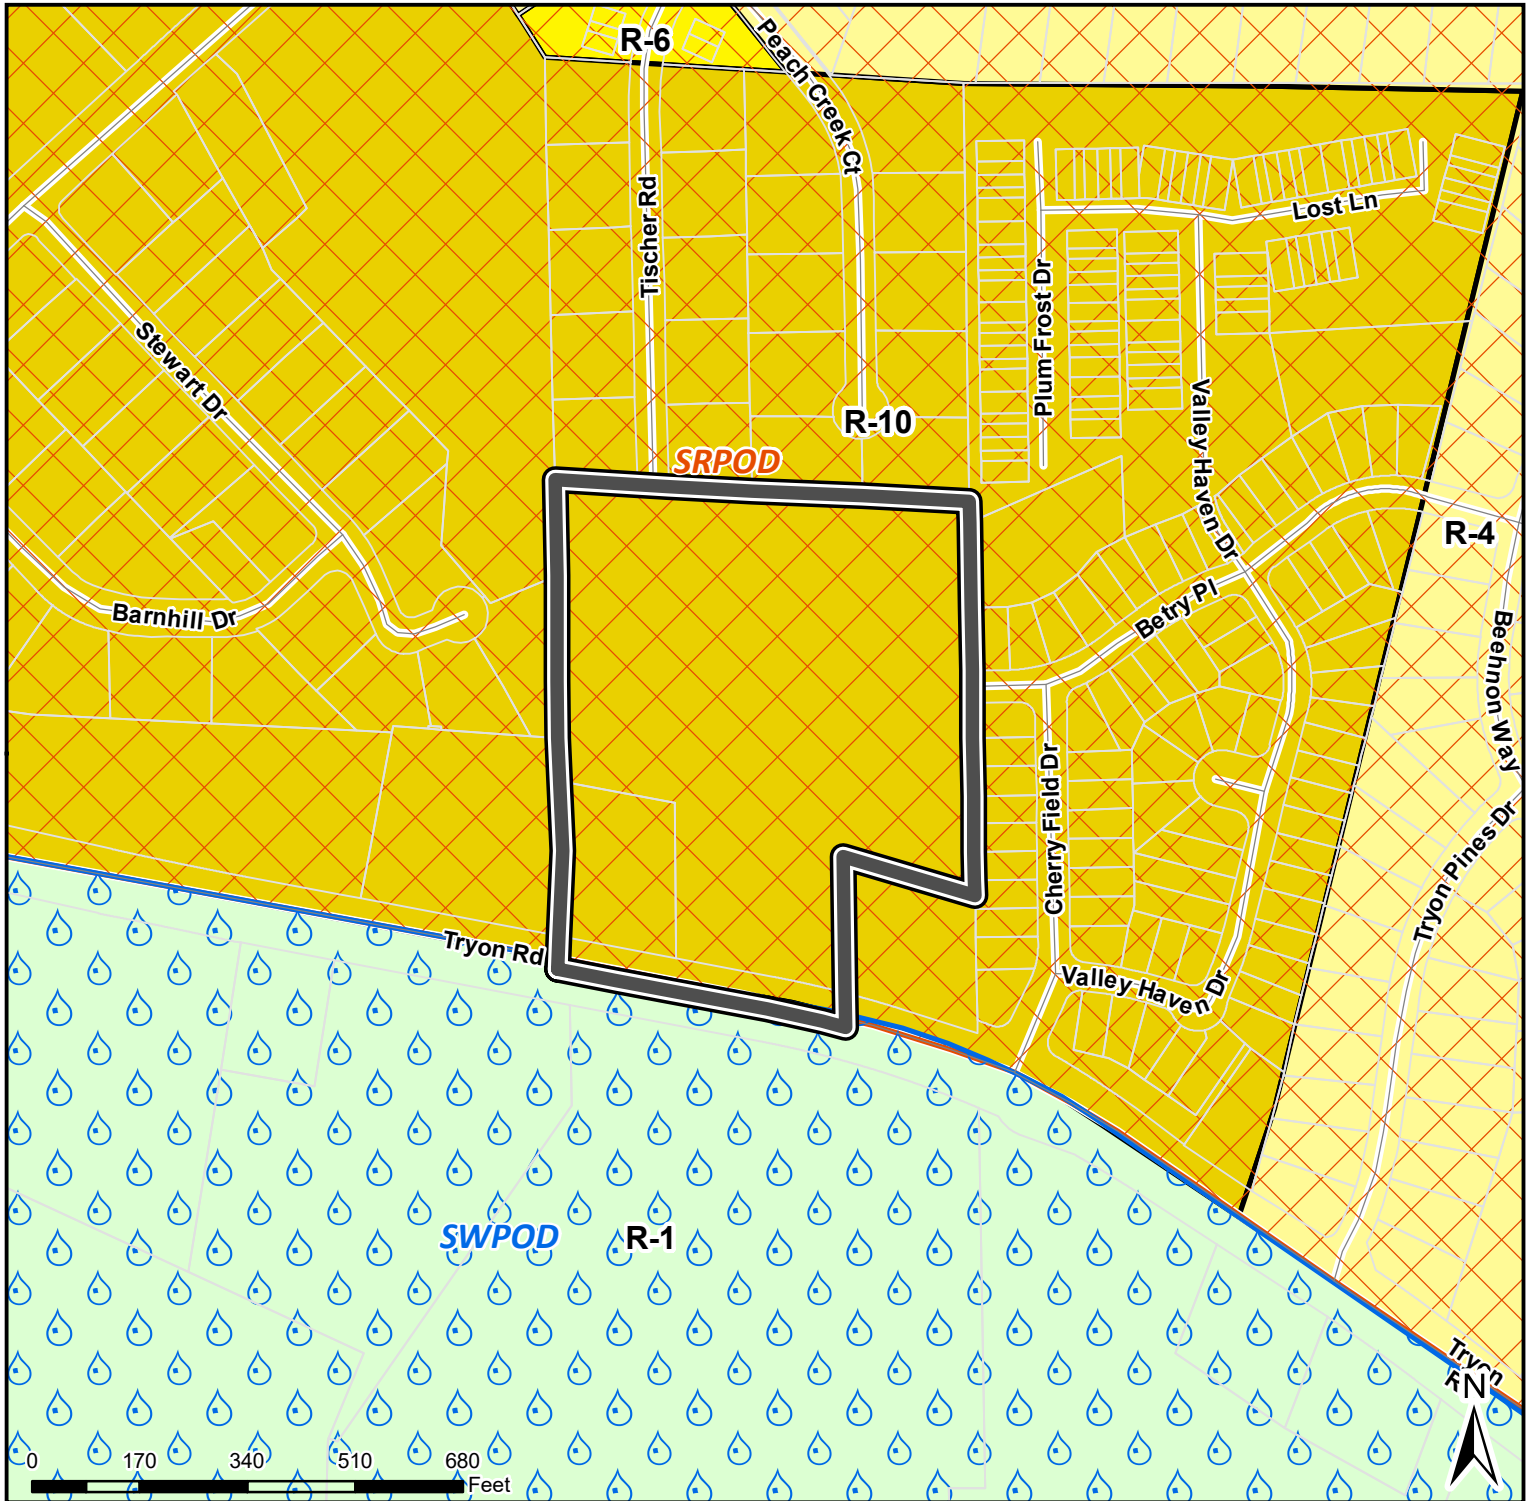 R-6
Peach Creek Ct
Tischer Rd
Lost Ln
Plum Frost Dr
Stewart Dr
Valley Haven Dr
R-10
SRPOD
R-4
Barnhill Dr
Betry Pl
Beehnon Way
Cherry Field Dr
Tryon Pines Dr
Tryon Rd
Valley Haven Dr
SWPOD
R-1
Tryon
N
0 170 340 510 680
Feet